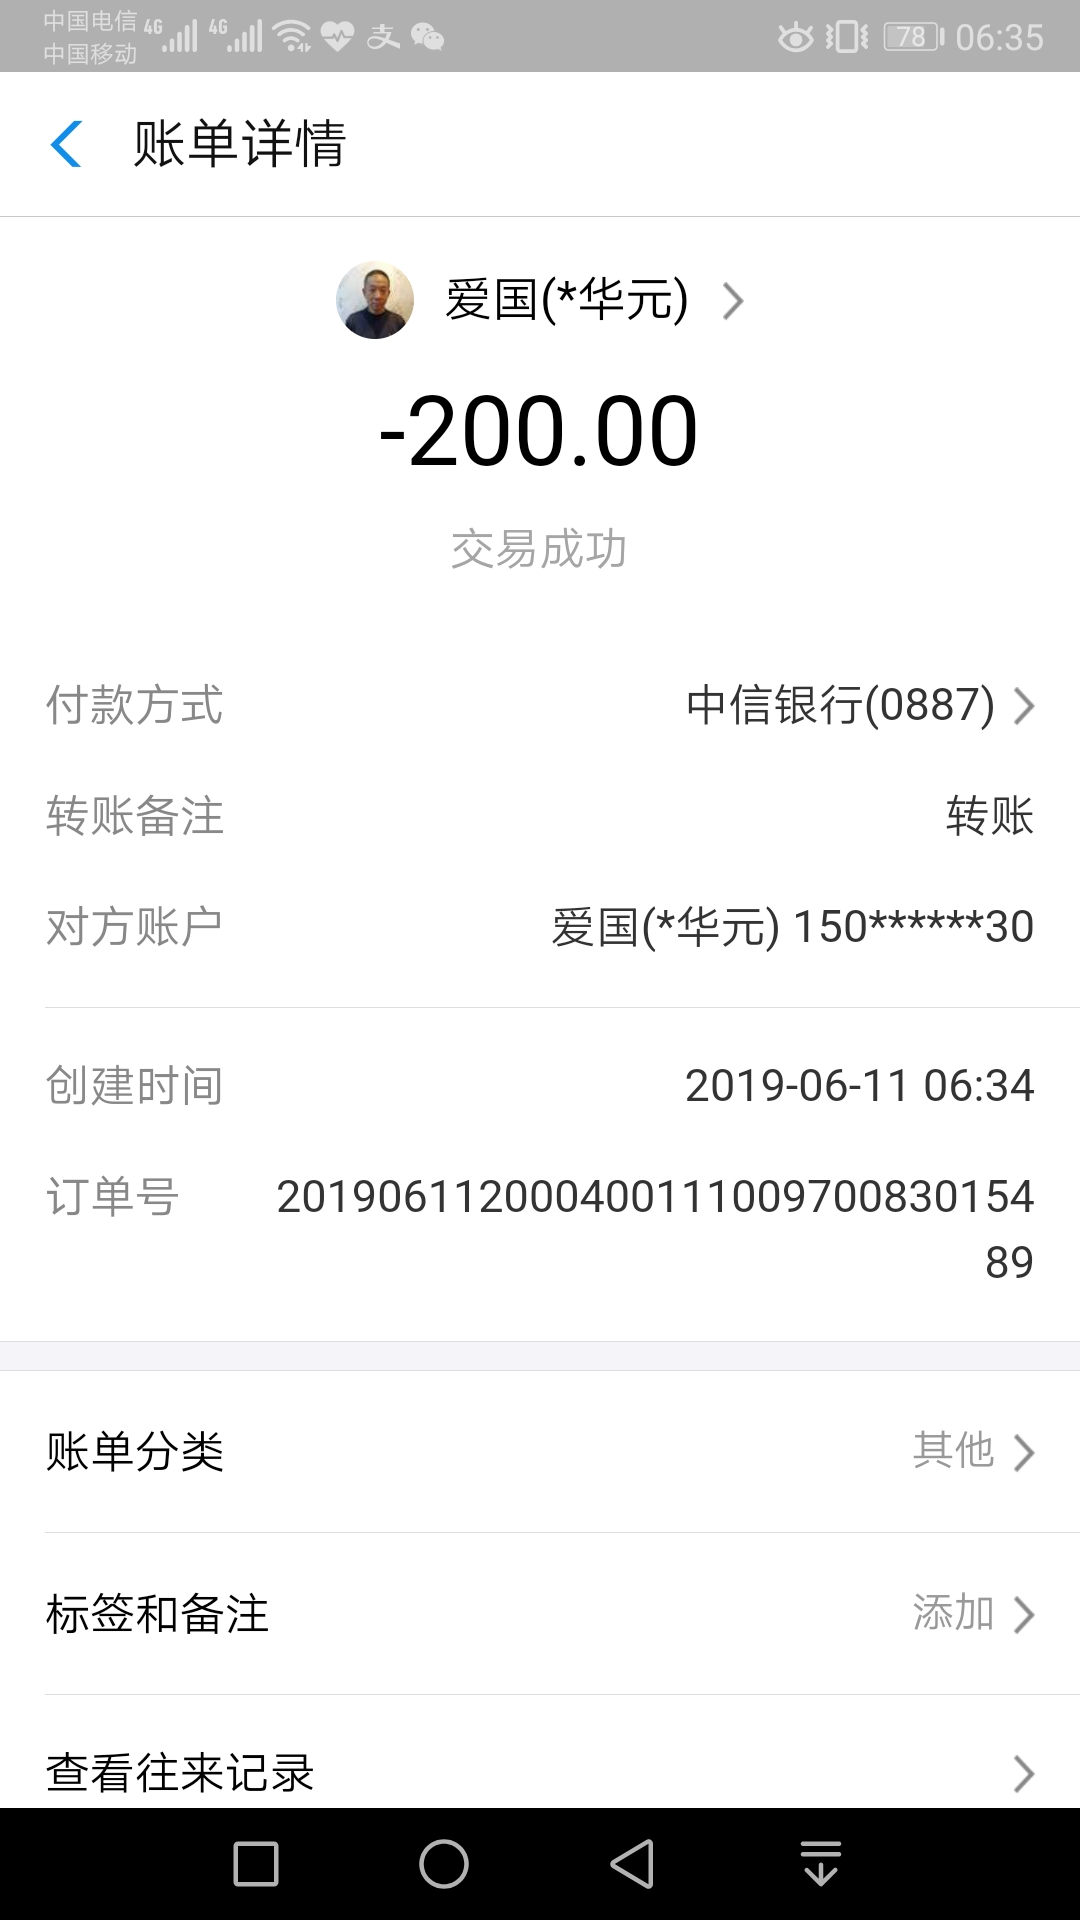 中国电信 4G 4G 支 78 06:35
中国移动
账单详情
爱国(*华元)
-200.00
交易成功
付款方式 中信银行(0887)
转账备注 转账
对方账户 爱国(*华元) 150******30
创建时间 2019-06-11 06:34
订单号 201906112000400111009700830154
89
账单分类 其他
标签和备注 添加
查看往来记录